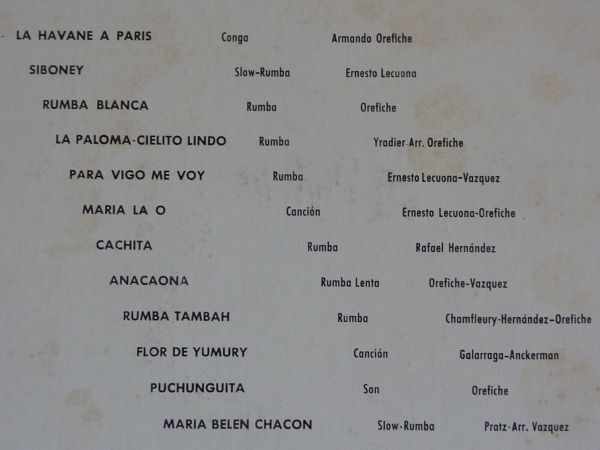 LA HAVANE A PARIS Conga Armando Orefiche
SIBONEY Slow-Rumba Ernesto Lecuona
RUMBA BLANCA Rumba Orefiche
LA PALOMA-CIELITO LINDO Rumba Yradier-Arr. Orefiche
PARA VIGO ME VOY Rumba Ernesto Lecuona-Vazquez
MARIA LA O Canción Ernesto Lecuona-Orefiche
CACHITA Rumba Rafael Hernández
ANACAONA Rumba Lenta Orefiche-Vazquez
RUMBA TAMBAH Rumba Chamfleury-Hernández-Orefiche
FLOR DE YUMURY Canción Galarraga-Anckerman
PUCHUNGUITA Son Orefiche
MARIA BELEN CHACON Slow-Rumba Pratz-Arr. Vazquez